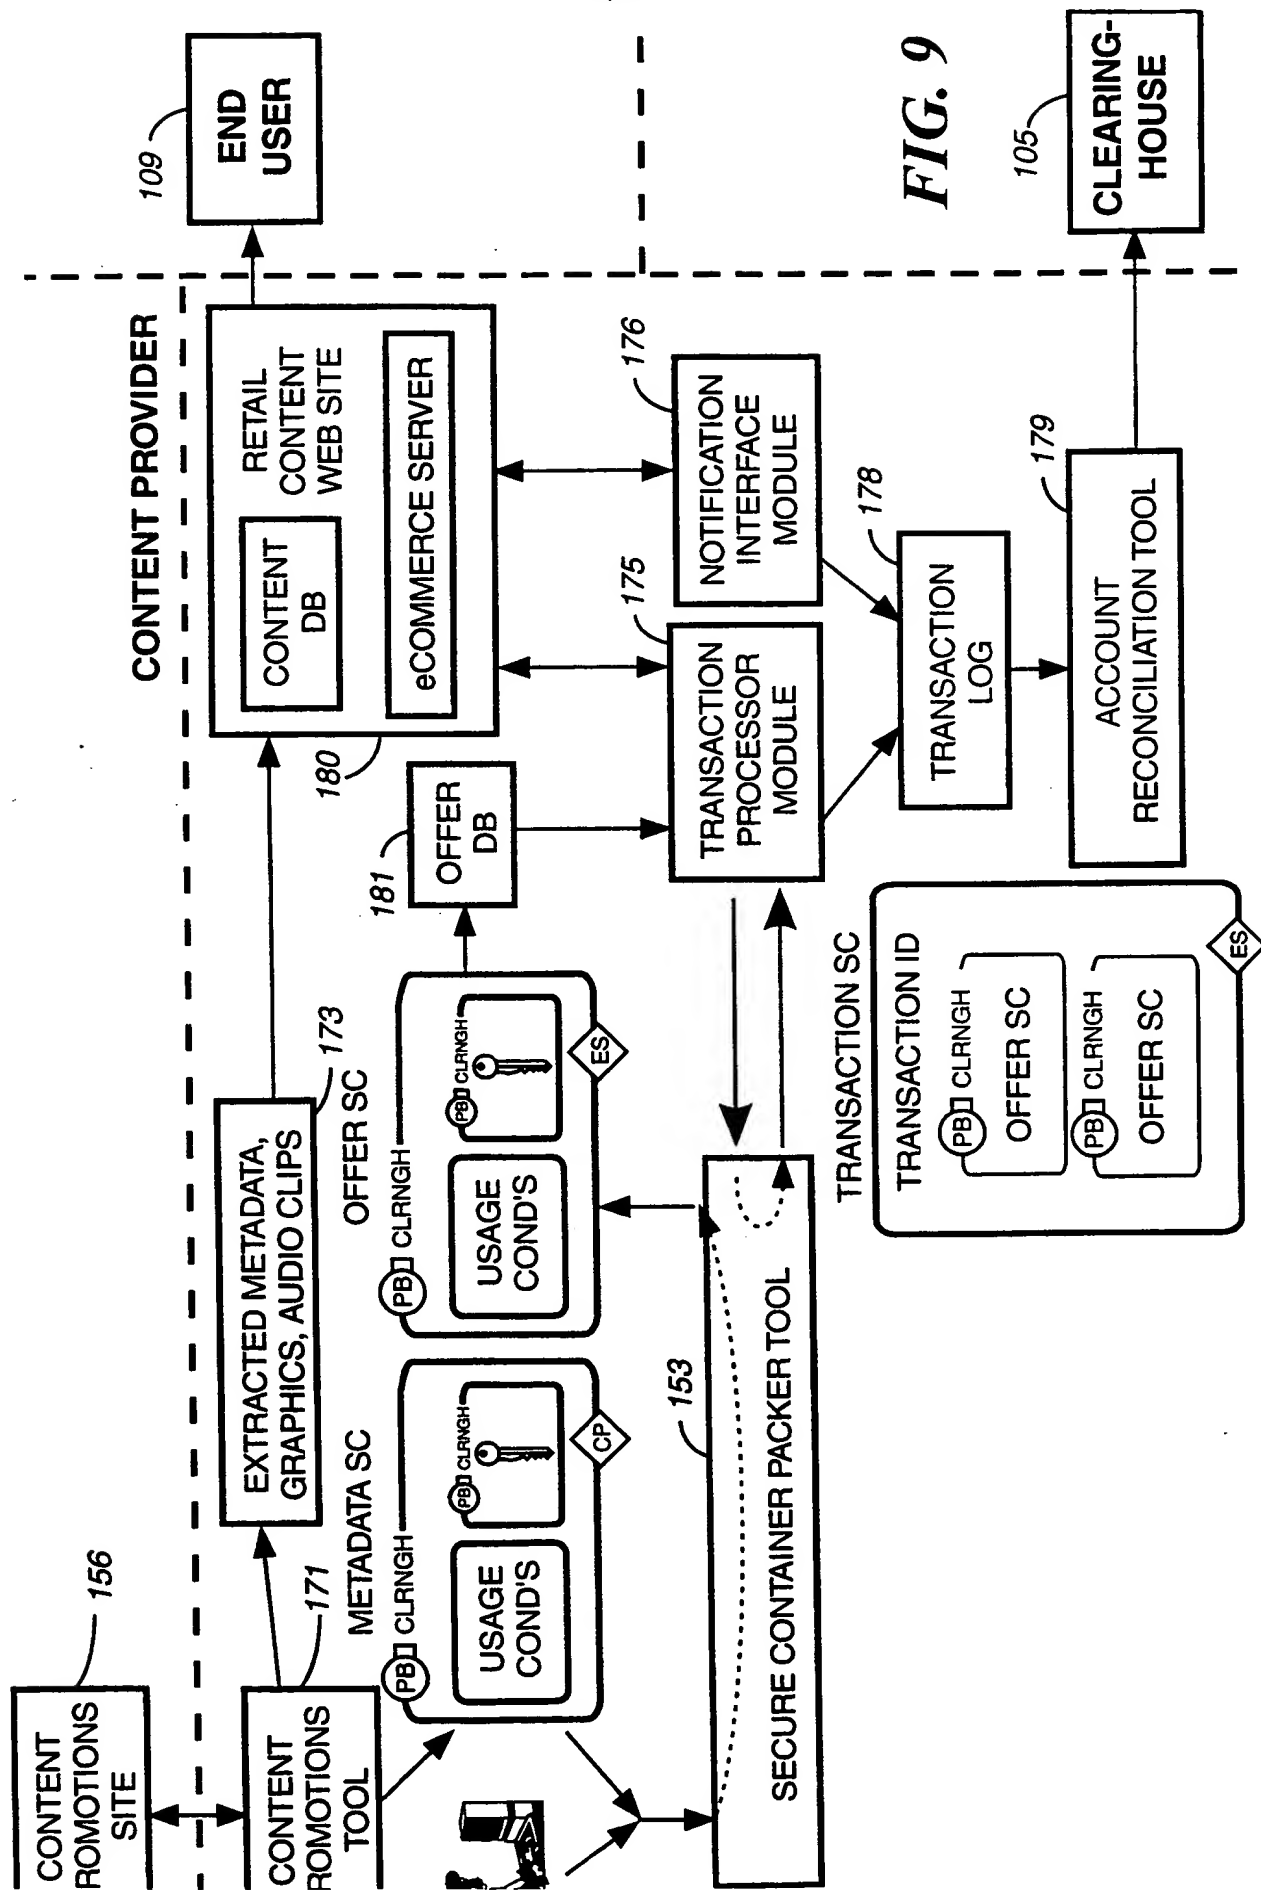 CONTENT
ROMOTIONS
SITE
156
CONTENT PROVIDER
109
END
USER
CONTENT
ROMOTIONS
TOOL
171
EXTRACTED METADATA,
GRAPHICS, AUDIO CLIPS
173
RETAIL
CONTENT
WEB SITE
CONTENT
DB
eCOMMERCE SERVER
180
METADATA SC
PB CLRNGH
USAGE
COND'S
PB CLRNGH
CP
OFFER SC
PB CLRNGH
USAGE
COND'S
PB CLRNGH
ES
181
OFFER
DB
153
SECURE CONTAINER PACKER TOOL
175
TRANSACTION
PROCESSOR
MODULE
176
NOTIFICATION
INTERFACE
MODULE
178
TRANSACTION
LOG
TRANSACTION SC
TRANSACTION ID
PB CLRNGH
OFFER SC
PB CLRNGH
OFFER SC
ES
179
ACCOUNT
RECONCILIATION TOOL
FIG. 9
105
CLEARING-
HOUSE